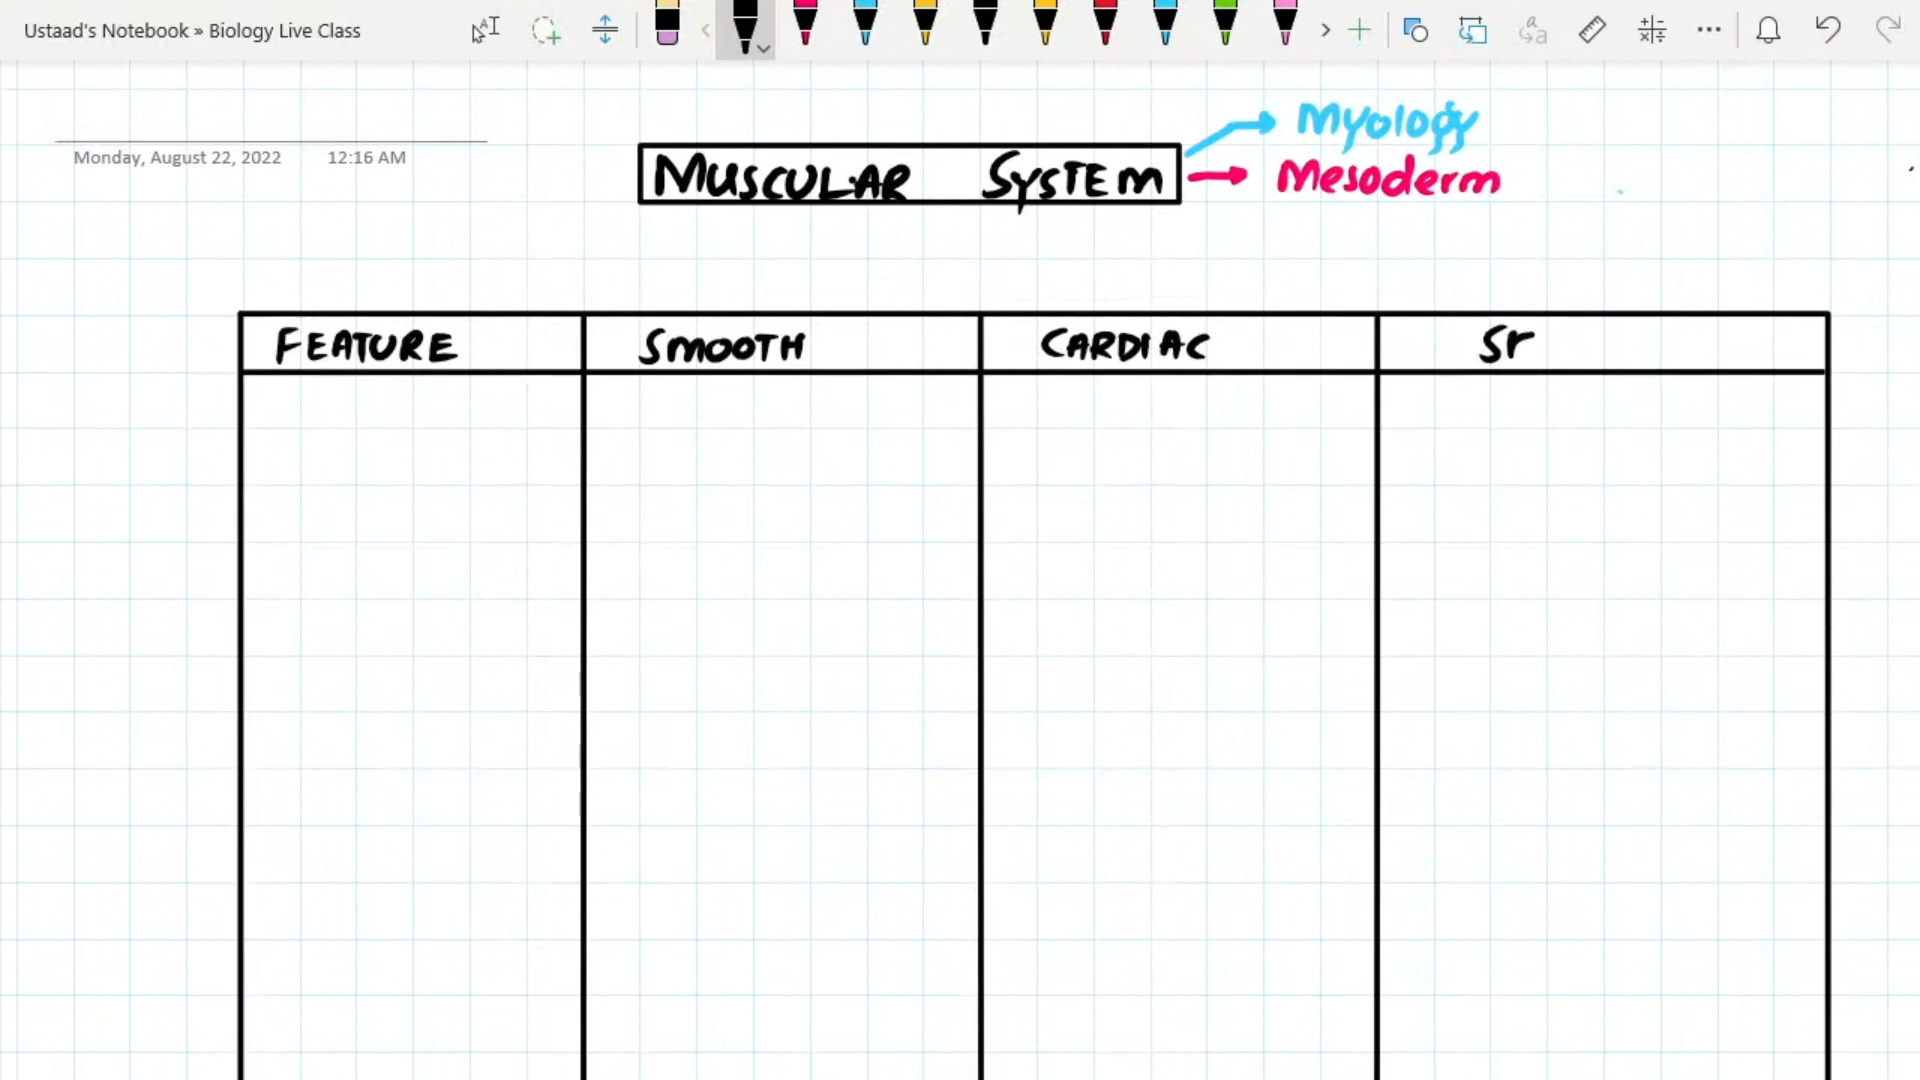 Ustaad's Notebook » Biology Live Class
Myology
MUSCULAR SYSTEM
Mesoderm
Monday, August 22, 2022 12:16 AM
FEATURE SMOOTH CARDIAC Sr